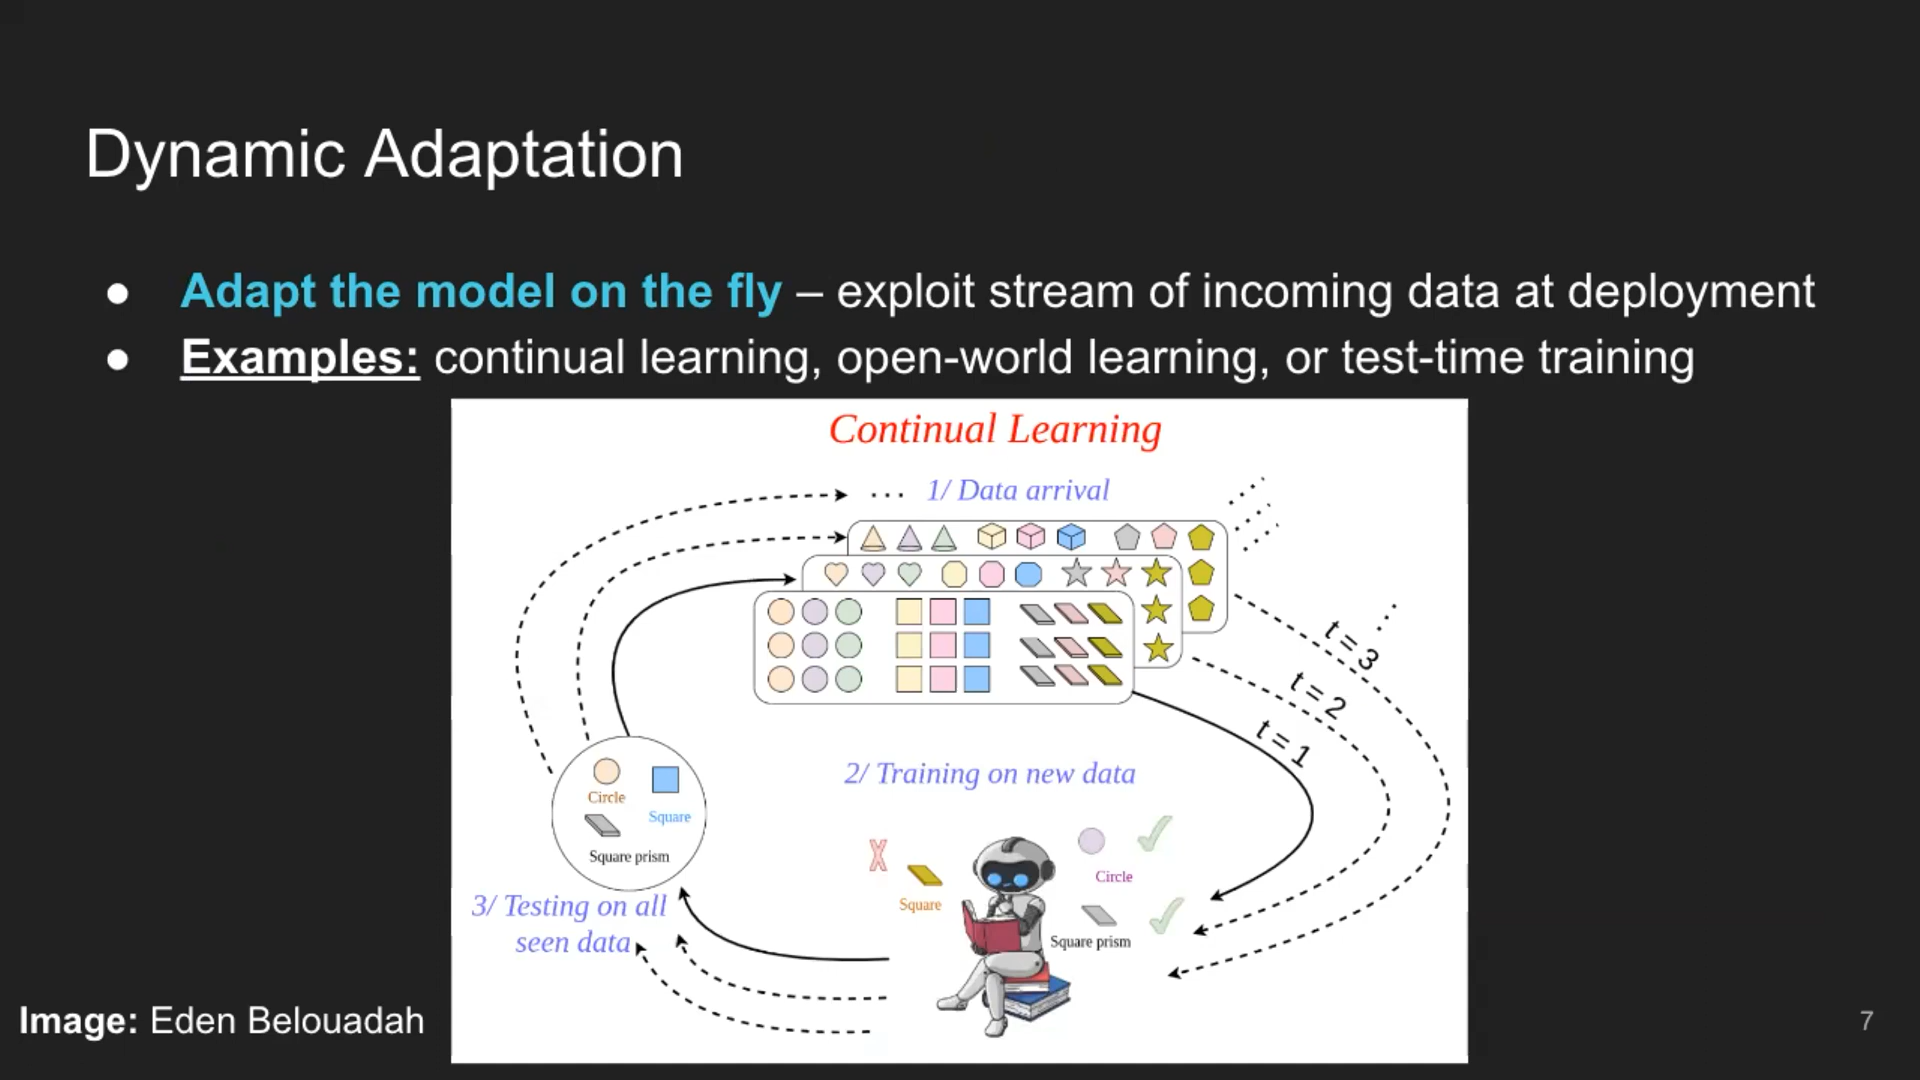 Dynamic Adaptation
● Adapt the model on the fly – exploit stream of incoming data at deployment
● Examples: continual learning, open-world learning, or test-time training
Continual Learning
... 1/ Data arrival
t = 3
t = 2
t = 1
2/ Training on new data
Circle
Square
Square prism
X
Circle
Square
Square prism
3/ Testing on all
seen data
Image: Eden Belouadah
7